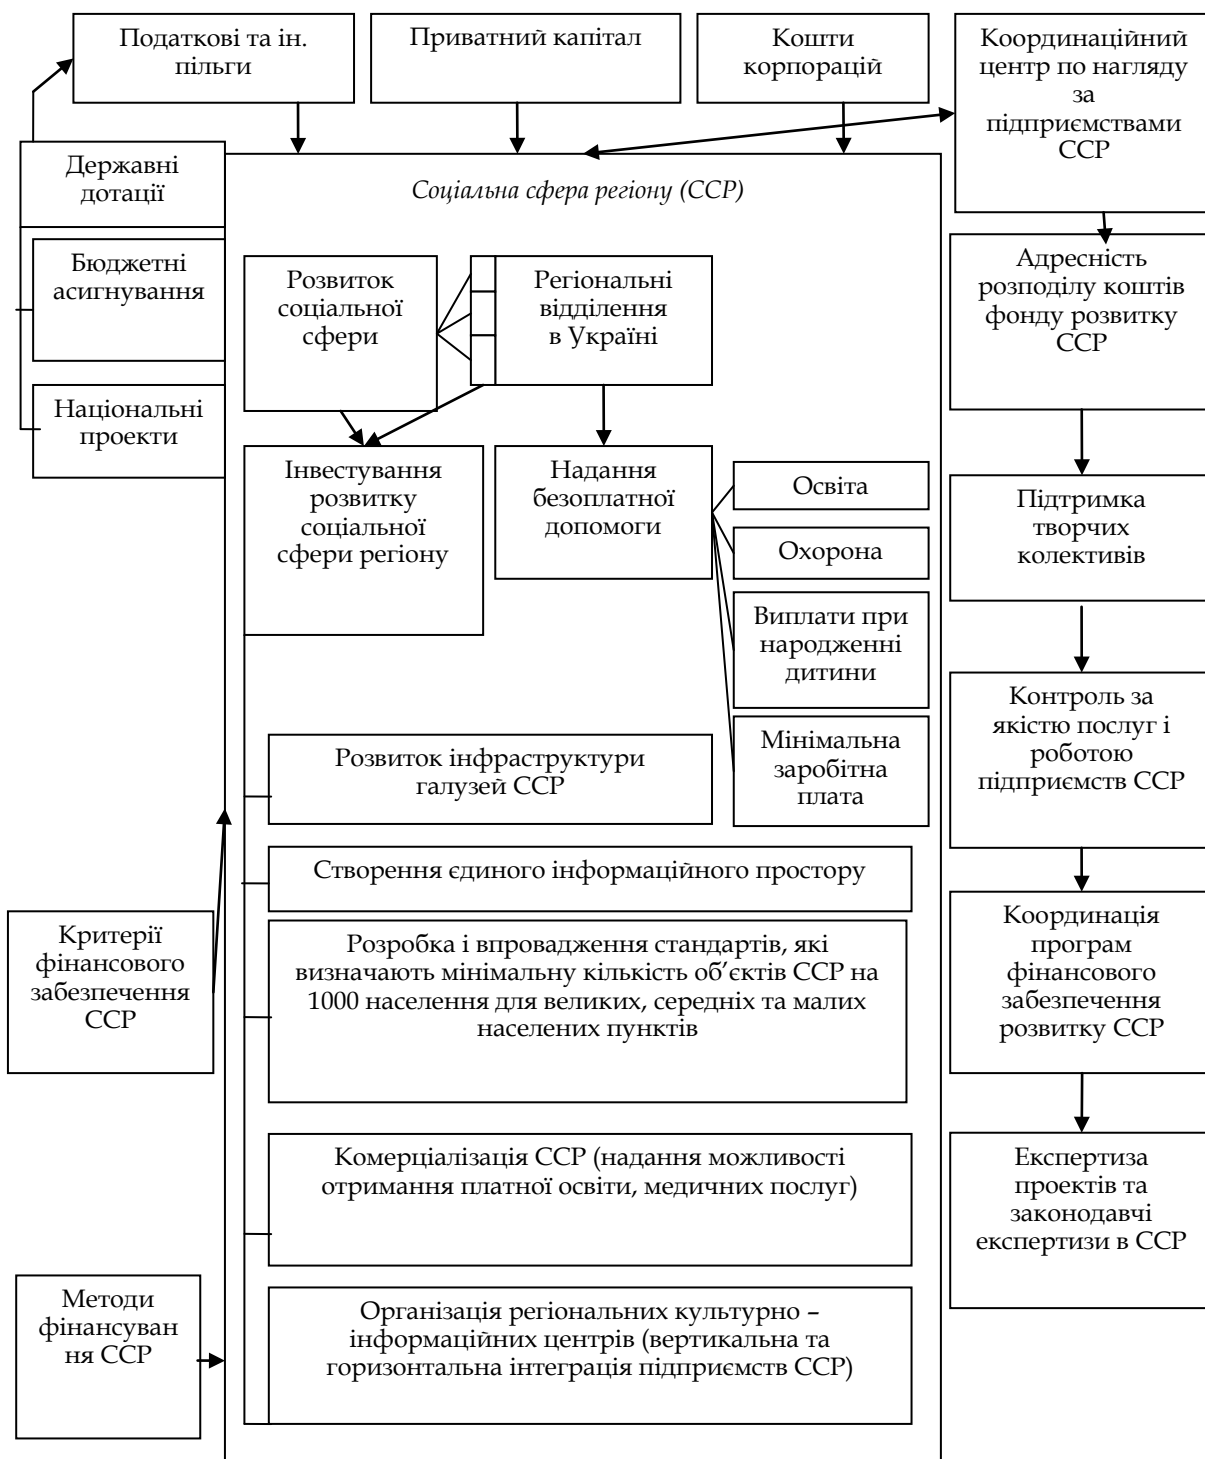 Податкові та ін.
пільги
Приватний капітал
Кошти
корпорацій
Координаційний
центр по нагляду
за
підприємствами
ССР
Державні
дотації
Соціальна сфера регіону (ССР)
Бюджетні
асигнування
Розвиток
соціальної
сфери
Регіональні
відділення
в Україні
Адресність
розподілу коштів
фонду розвитку
ССР
Національні
проекти
Інвестування
розвитку
соціальної
сфери регіону
Надання
безоплатної
допомоги
Освіта
Охорона
Виплати при
народженні
дитини
Мінімальна
заробітна
плата
Підтримка
творчих
колективів
Контроль за
якістю послуг і
роботою
підприємств ССР
Розвиток інфраструктури
галузей ССР
Створення єдиного інформаційного простору
Критерії
фінансового
забезпечення
ССР
Розробка і впровадження стандартів, які
визначають мінімальну кількість об’єктів ССР на
1000 населення для великих, середніх та малих
населених пунктів
Координація
програм
фінансового
забезпечення
розвитку ССР
Комерціалізація ССР (надання можливості
отримання платної освіти, медичних послуг)
Експертиза
проектів та
законодавчі
експертизи в ССР
Методи
фінансуван
ня ССР
Організація регіональних культурно –
інформаційних центрів (вертикальна та
горизонтальна інтеграція підприємств ССР)